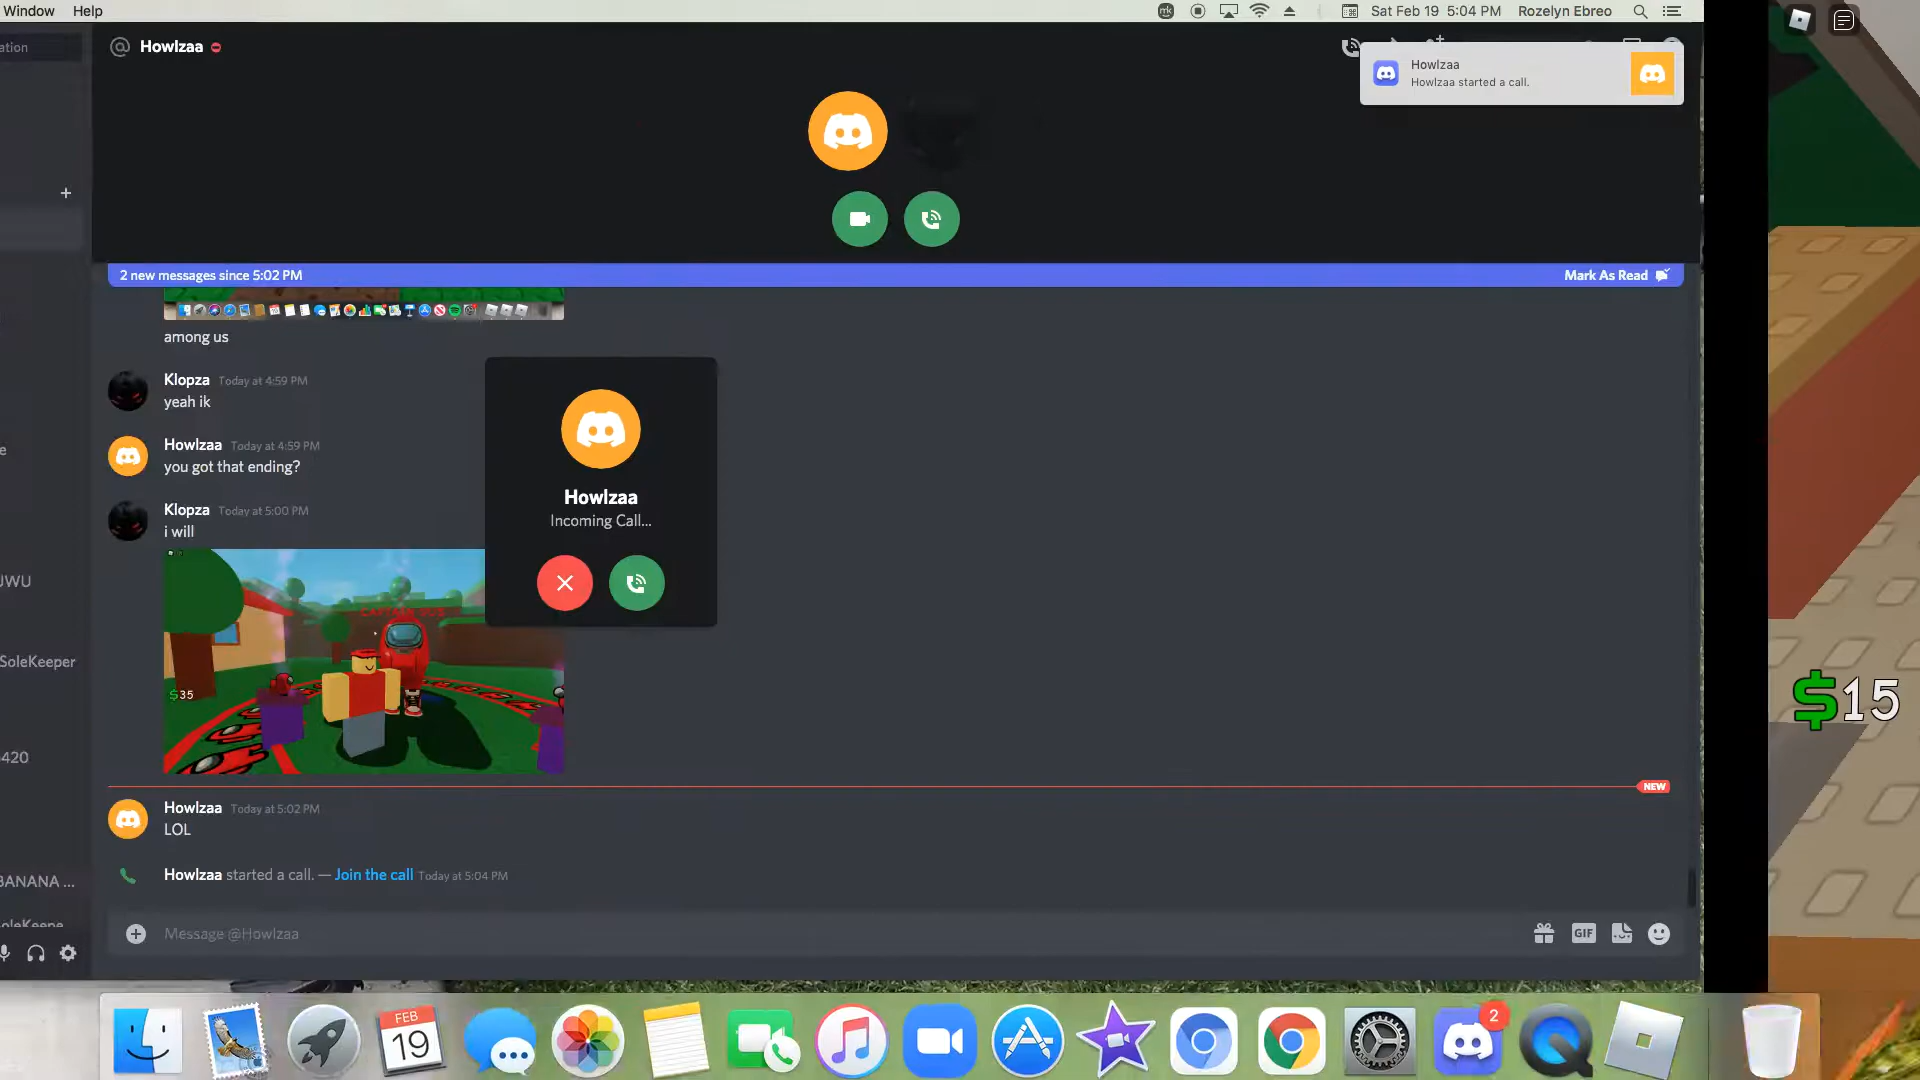 Window Help
Sat Feb 19 5:04 PM Rozelyn Ebreo
ation
@ Howlzaa
Howlzaa
Howlzaa started a call.
2 new messages since 5:02 PM
Mark As Read
among us
Klopza Today at 4:59 PM
yeah ik
Howlzaa Today at 4:59 PM
you got that ending?
Klopza Today at 5:00 PM
i will
Howlzaa
Incoming Call...
CAPTAIN SUS
$35
$15
e
UWU
SoleKeeper
420
BANANA ...
NEW
Howlzaa Today at 5:02 PM
LOL
Howlzaa started a call. — Join the call Today at 5:04 PM
Message @Howlzaa
GIF
FEB
19
2